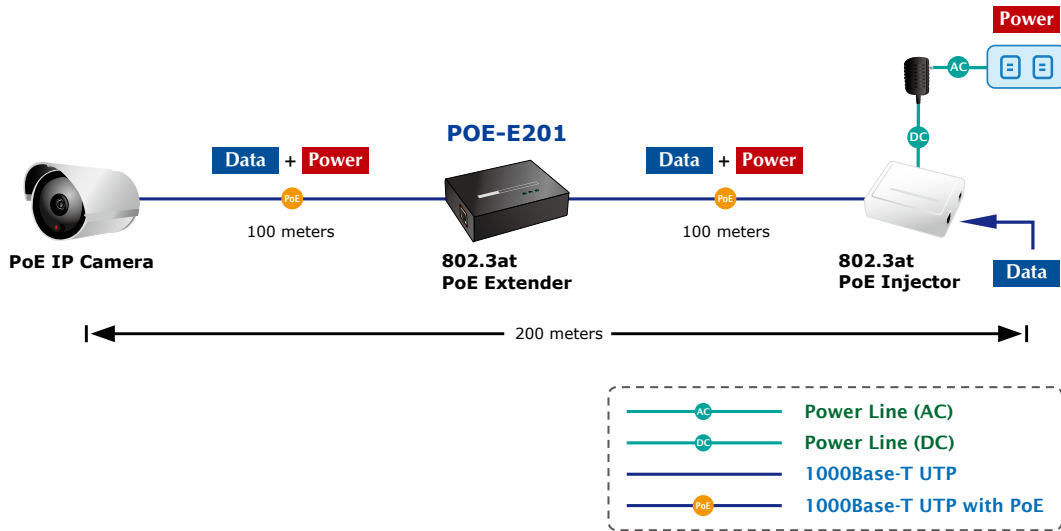 Power
AC
DC
POE-E201
Data + Power
Data + Power
PoE
PoE
100 meters
100 meters
PoE IP Camera
802.3at
PoE Extender
802.3at
PoE Injector
Data
200 meters
AC Power Line (AC)
DC Power Line (DC)
1000Base-T UTP
PoE 1000Base-T UTP with PoE